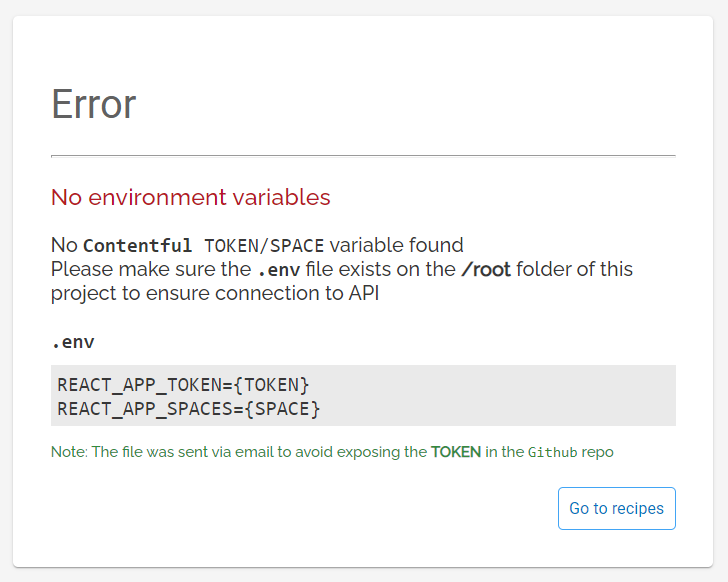 Error
No environment variables
No Contentful TOKEN/SPACE variable found
Please make sure the .env file exists on the /root folder of this
project to ensure connection to API
.env
REACT_APP_TOKEN={TOKEN}
REACT_APP_SPACES={SPACE}
Note: The file was sent via email to avoid exposing the TOKEN in the Github repo
Go to recipes